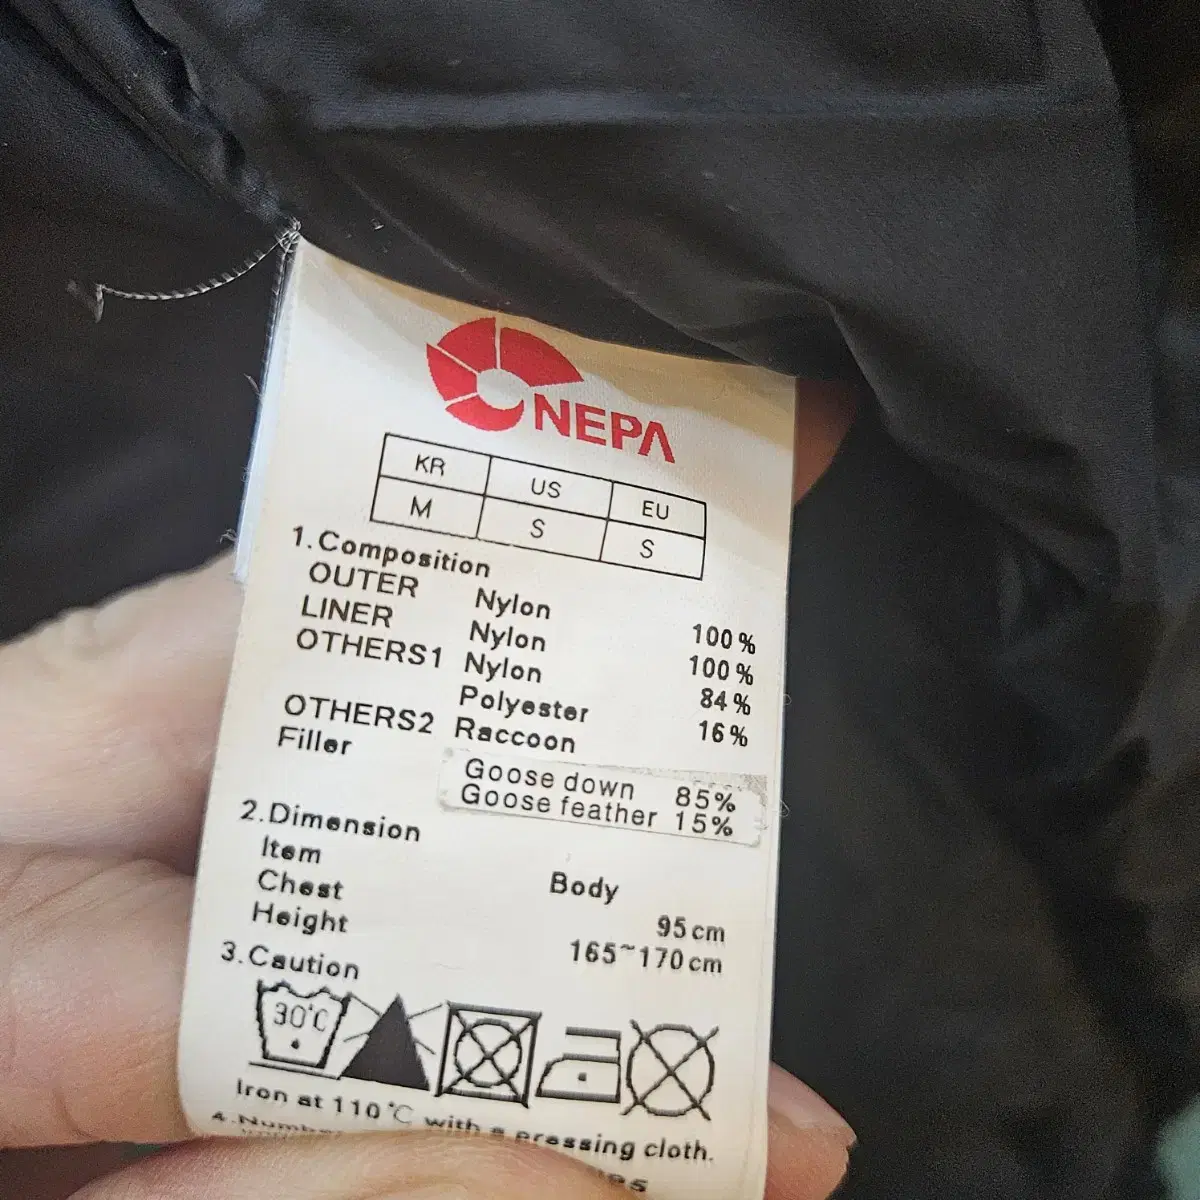 NEPA
KR US EU
M S S
1.Composition
OUTER Nylon 100%
LINER Nylon 100%
OTHERS1 Nylon 84%
Polyester 16%
OTHERS2 Raccoon
Filler Goose down 85%
Goose feather 15%
2.Dimension
Item Body
Chest 95cm
Height 165~170cm
3.Caution
30°C
Iron at 110°C with a pressing cloth.